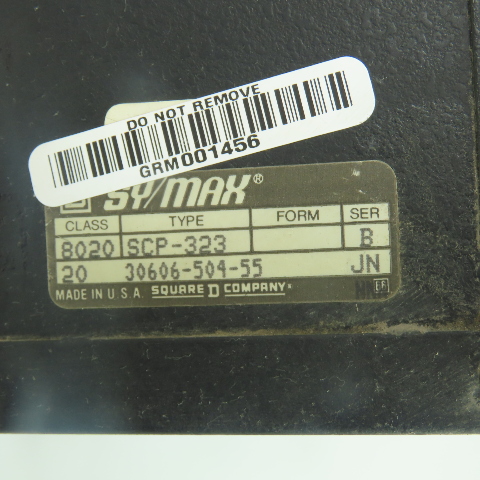 DO NOT REMOVE
GRM001456
SY/MAX®
CLASS TYPE FORM SER
8020 SCP-323 B
20 30606-504-55 JN
MADE IN U.S.A. SQUARE D COMPANY